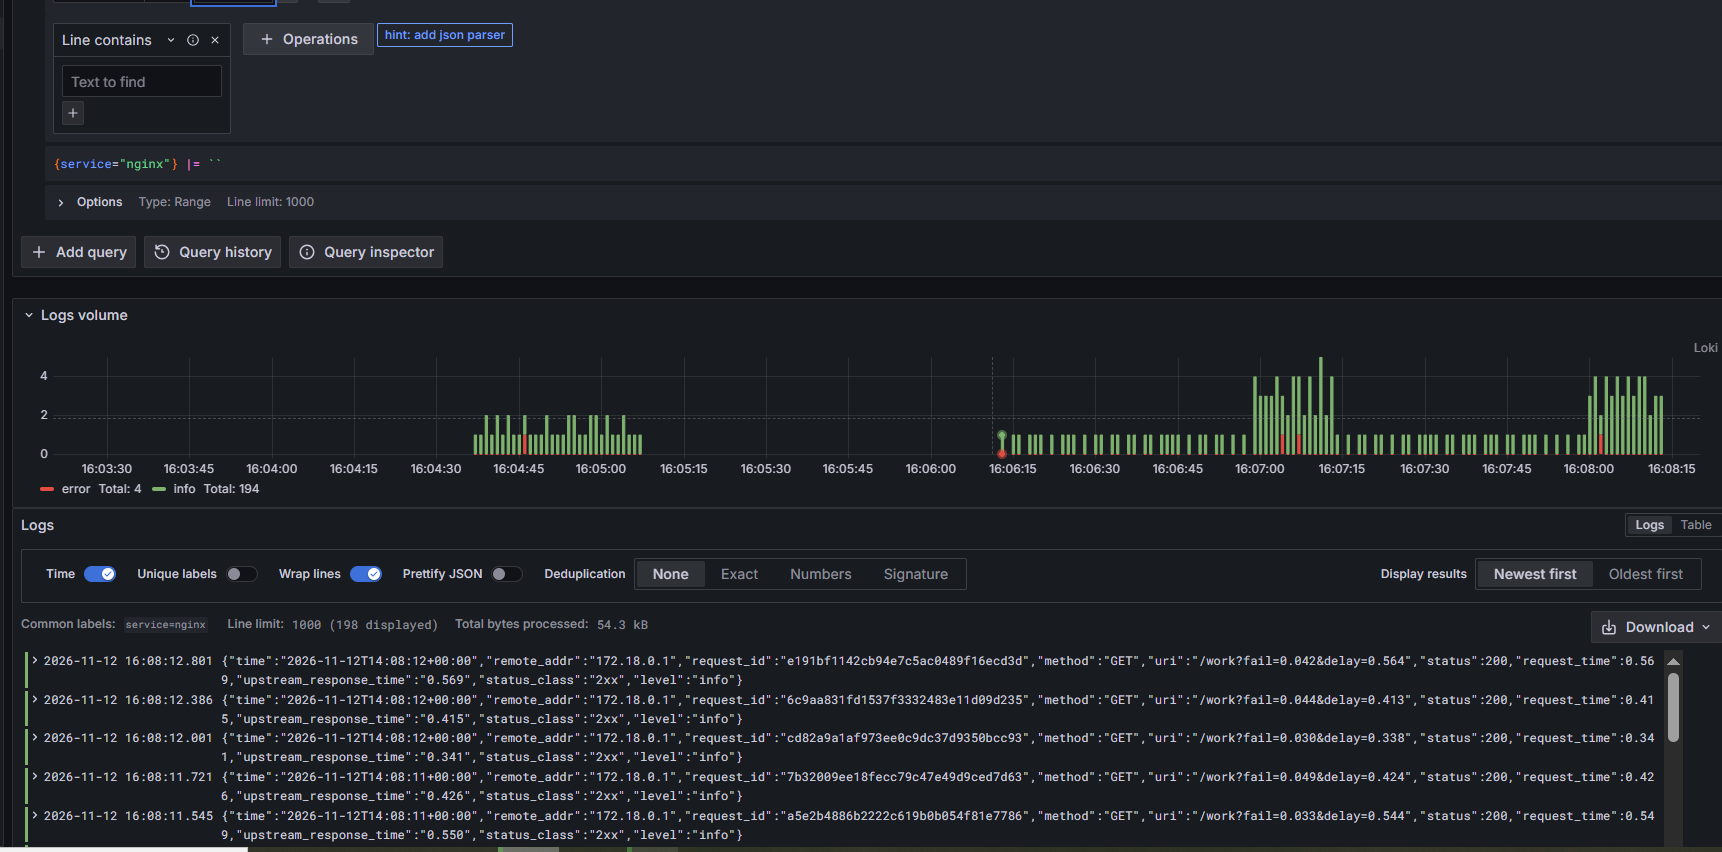 Line contains
+ Operations
hint: add json parser
Text to find
+
{service="nginx"} |= ``
Options Type: Range Line limit: 1000
+ Add query Query history Query inspector
Logs volume
Loki
4
2
0
16:03:30 16:03:45 16:04:00 16:04:15 16:04:30 16:04:45 16:05:00 16:05:15 16:05:30 16:05:45 16:06:00 16:06:15 16:06:30 16:06:45 16:07:00 16:07:15 16:07:30 16:07:45 16:08:00 16:08:15
error Total: 4 info Total: 194
Logs
Logs Table
Time Unique labels Wrap lines Prettify JSON Deduplication None Exact Numbers Signature Display results Newest first Oldest first
Common labels: service=nginx Line limit: 1000 (198 displayed) Total bytes processed: 54.3 kB
Download
2026-11-12 16:08:12.801 {"time":"2026-11-12T14:08:12+00:00","remote_addr":"172.18.0.1","request_id":"e191bf1142cb94e7c5ac0489f16ecd3d","method":"GET","uri":"/work?fail=0.042&delay=0.564","status":200,"request_time":0.56
9,"upstream_response_time":"0.569","status_class":"2xx","level":"info"}
2026-11-12 16:08:12.386 {"time":"2026-11-12T14:08:12+00:00","remote_addr":"172.18.0.1","request_id":"6c9aa831fd1537f3332483e11d09d235","method":"GET","uri":"/work?fail=0.044&delay=0.413","status":200,"request_time":0.41
5,"upstream_response_time":"0.415","status_class":"2xx","level":"info"}
2026-11-12 16:08:12.001 {"time":"2026-11-12T14:08:12+00:00","remote_addr":"172.18.0.1","request_id":"cd82a9a1af973ee0c9dc37d9350bcc93","method":"GET","uri":"/work?fail=0.030&delay=0.338","status":200,"request_time":0.34
1,"upstream_response_time":"0.341","status_class":"2xx","level":"info"}
2026-11-12 16:08:11.721 {"time":"2026-11-12T14:08:11+00:00","remote_addr":"172.18.0.1","request_id":"7b32009ee18fecc79c47e49d9ced7d63","method":"GET","uri":"/work?fail=0.049&delay=0.424","status":200,"request_time":0.42
6,"upstream_response_time":"0.426","status_class":"2xx","level":"info"}
2026-11-12 16:08:11.545 {"time":"2026-11-12T14:08:11+00:00","remote_addr":"172.18.0.1","request_id":"a5e2b4886b2222c619b0b054f81e7786","method":"GET","uri":"/work?fail=0.033&delay=0.544","status":200,"request_time":0.54
9,"upstream_response_time":"0.550","status_class":"2xx","level":"info"}